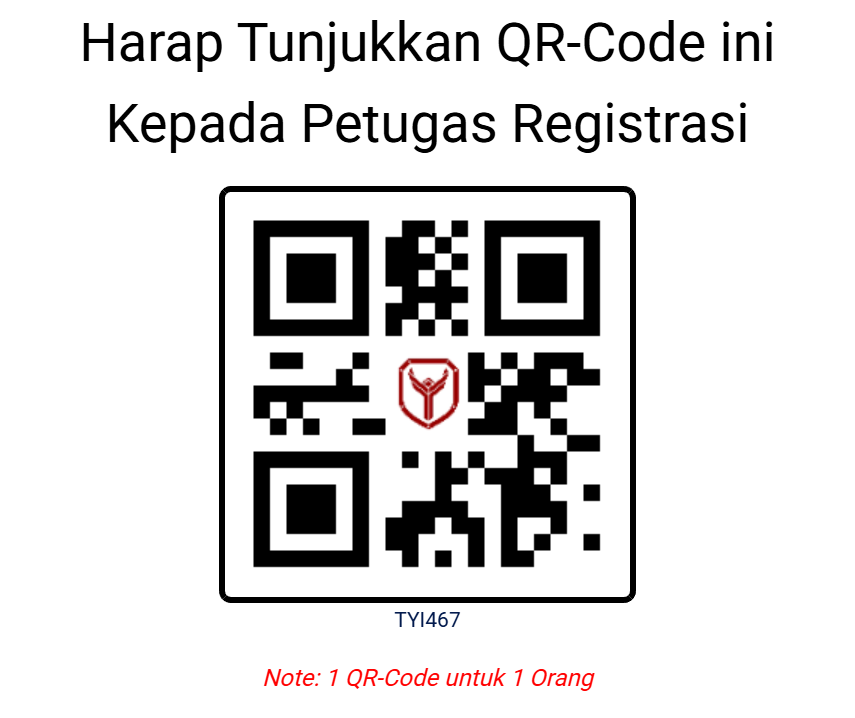 Harap Tunjukkan QR-Code ini
Kepada Petugas Registrasi
TYI467
Note: 1 QR-Code untuk 1 Orang